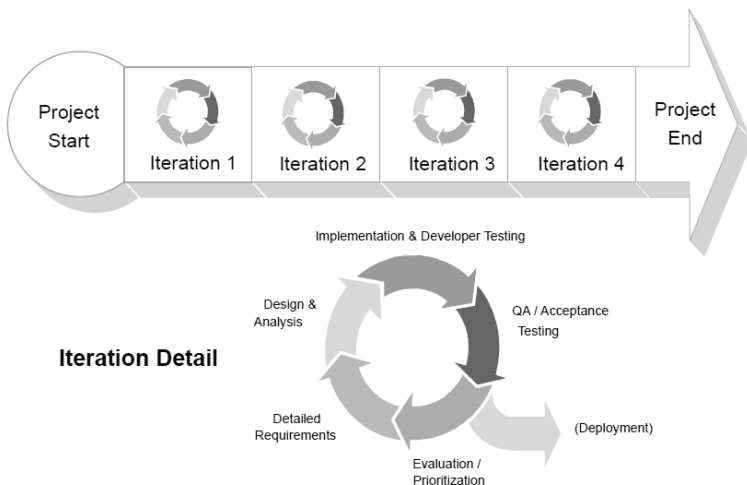 Project
Start
Iteration 1
Iteration 2
Iteration 3
Iteration 4
Project
End
Implementation & Developer Testing
Design &
Analysis
QA / Acceptance
Testing
Iteration Detail
Detailed
Requirements
(Deployment)
Evaluation /
Prioritization